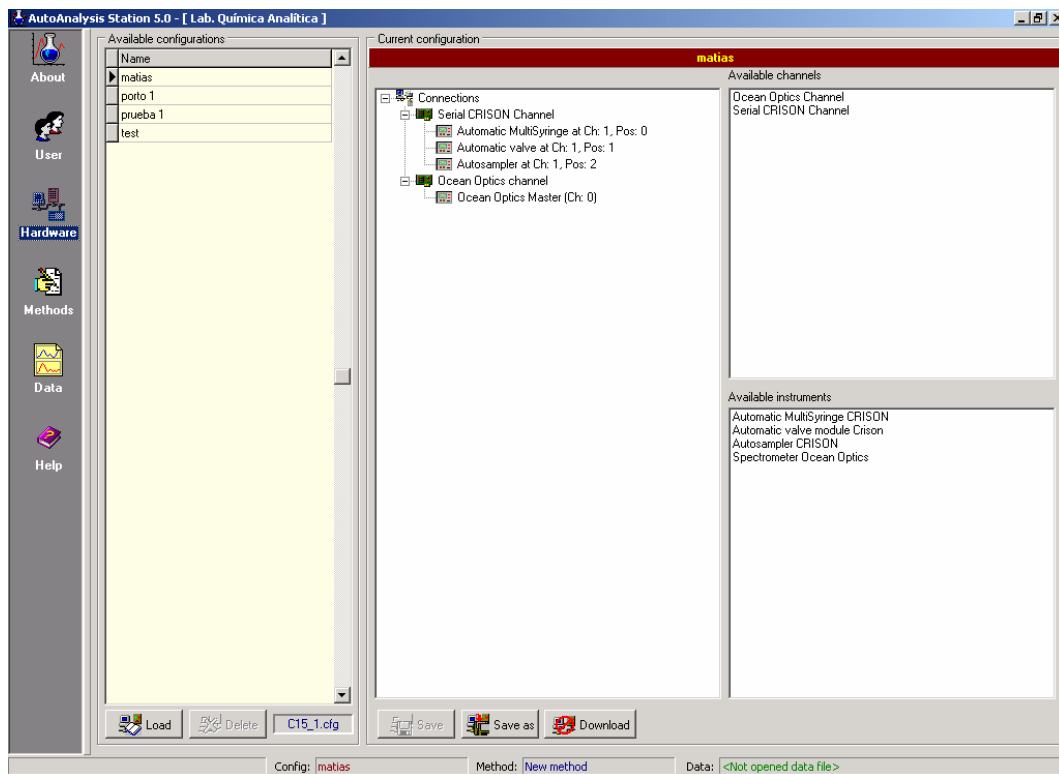 AutoAnalysis Station 5.0 - [ Lab. Química Analítica ]
About
User
Hardware
Methods
Data
Help
Available configurations
Name
matias
porto 1
prueba 1
test
Load
Delete
C15_1.cfg
Current configuration
matias
Connections
Serial CRISON Channel
Automatic MultiSyringe at Ch: 1, Pos: 0
Automatic valve at Ch: 1, Pos: 1
Autosampler at Ch: 1, Pos: 2
Ocean Optics channel
Ocean Optics Master (Ch: 0)
Available channels
Ocean Optics Channel
Serial CRISON Channel
Available instruments
Automatic MultiSyringe CRISON
Automatic valve module Crison
Autosampler CRISON
Spectrometer Ocean Optics
Save
Save as
Download
Config: matias
Method: New method
Data: <Not opened data file>